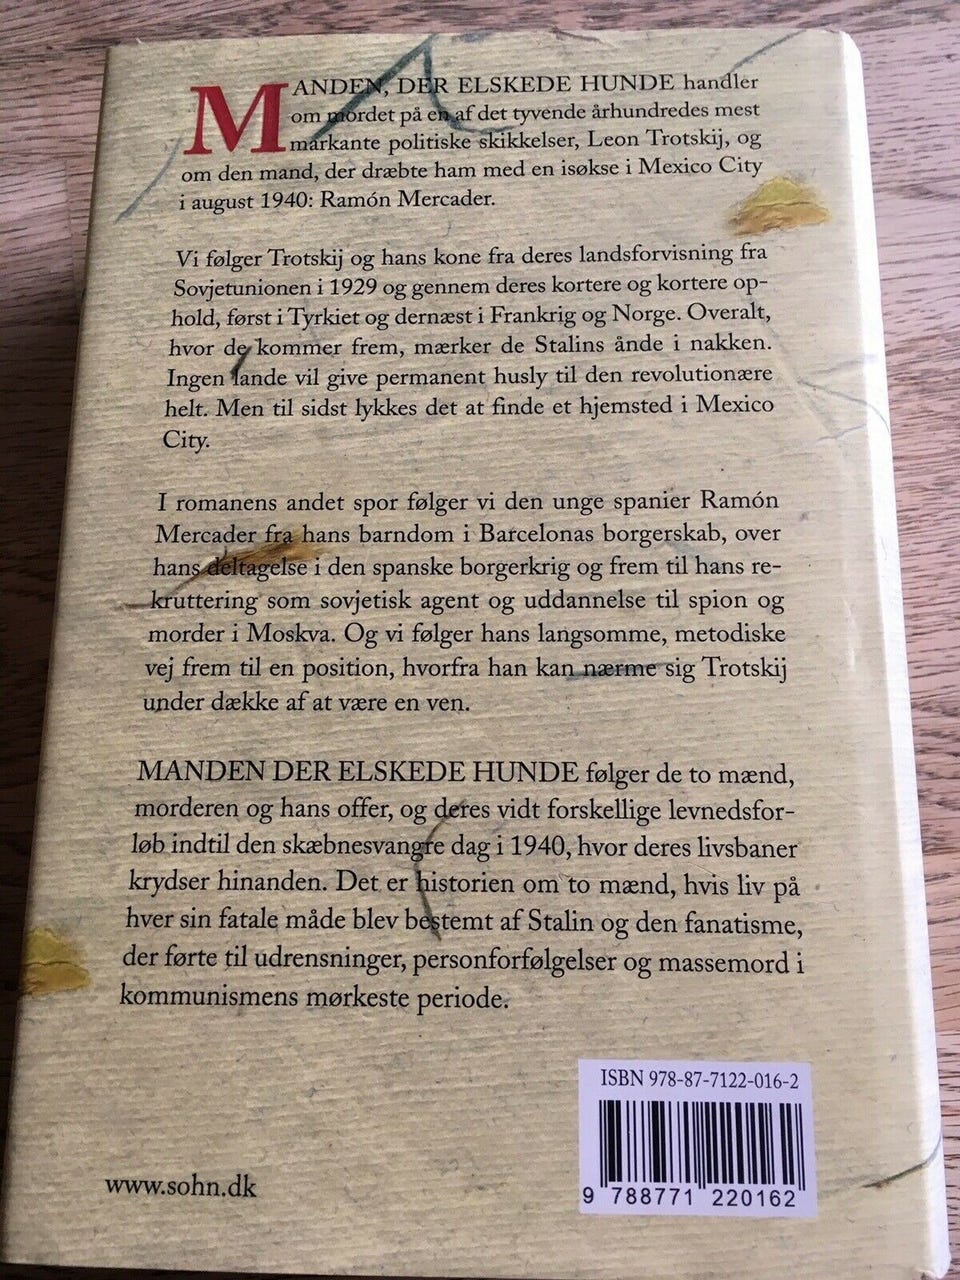 MANDEN, DER ELSKEDE HUNDE handler
om mordet på en af det tyvende århundredes mest
markante politiske skikkelser, Leon Trotskij, og
om den mand, der dræbte ham med en isøkse i Mexico City
i august 1940: Ramón Mercader.
Vi følger Trotskij og hans kone fra deres landsforvisning fra
Sovjetunionen i 1929 og gennem deres kortere og kortere op-
hold, først i Tyrkiet og dernæst i Frankrig og Norge. Overalt,
hvor de kommer frem, mærker de Stalins ånde i nakken.
Ingen lande vil give permanent husly til den revolutionære
helt. Men til sidst lykkes det at finde et hjemsted i Mexico
City.
I romanens andet spor følger vi den unge spanier Ramón
Mercader fra hans barndom i Barcelonas borgerskab, over
hans deltagelse i den spanske borgerkrig og frem til hans re-
kruttering som sovjetisk agent og uddannelse til spion og
morder i Moskva. Og vi følger hans langsomme, metodiske
vej frem til en position, hvorfra han kan nærme sig Trotskij
under dække af at være en ven.
MANDEN DER ELSKEDE HUNDE følger de to mænd,
morderen og hans offer, og deres vidt forskellige levnedsfor-
løb indtil den skæbnesvangre dag i 1940, hvor deres livsbaner
krydser hinanden. Det er historien om to mænd, hvis liv på
hver sin fatale måde blev bestemt af Stalin og den fanatisme,
der førte til udrensninger, personforfølgelser og massemord i
kommunismens mørkeste periode.
ISBN 978-87-7122-016-2
9 788771 220162
www.sohn.dk